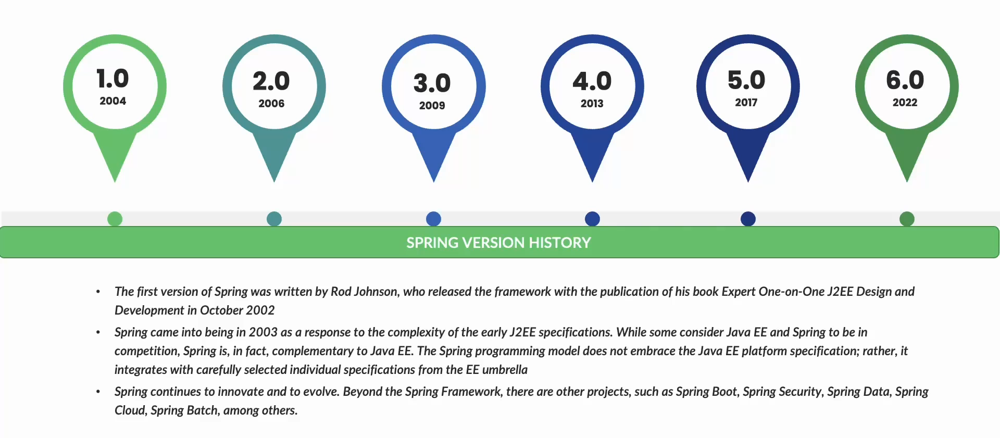 1.0
2004
2.0
2006
3.0
2009
4.0
2013
5.0
2017
6.0
2022
SPRING VERSION HISTORY
• The first version of Spring was written by Rod Johnson, who released the framework with the publication of his book Expert One-on-One J2EE Design and
Development in October 2002
• Spring came into being in 2003 as a response to the complexity of the early J2EE specifications. While some consider Java EE and Spring to be in
competition, Spring is, in fact, complementary to Java EE. The Spring programming model does not embrace the Java EE platform specification; rather, it
integrates with carefully selected individual specifications from the EE umbrella
• Spring continues to innovate and to evolve. Beyond the Spring Framework, there are other projects, such as Spring Boot, Spring Security, Spring Data, Spring
Cloud, Spring Batch, among others.